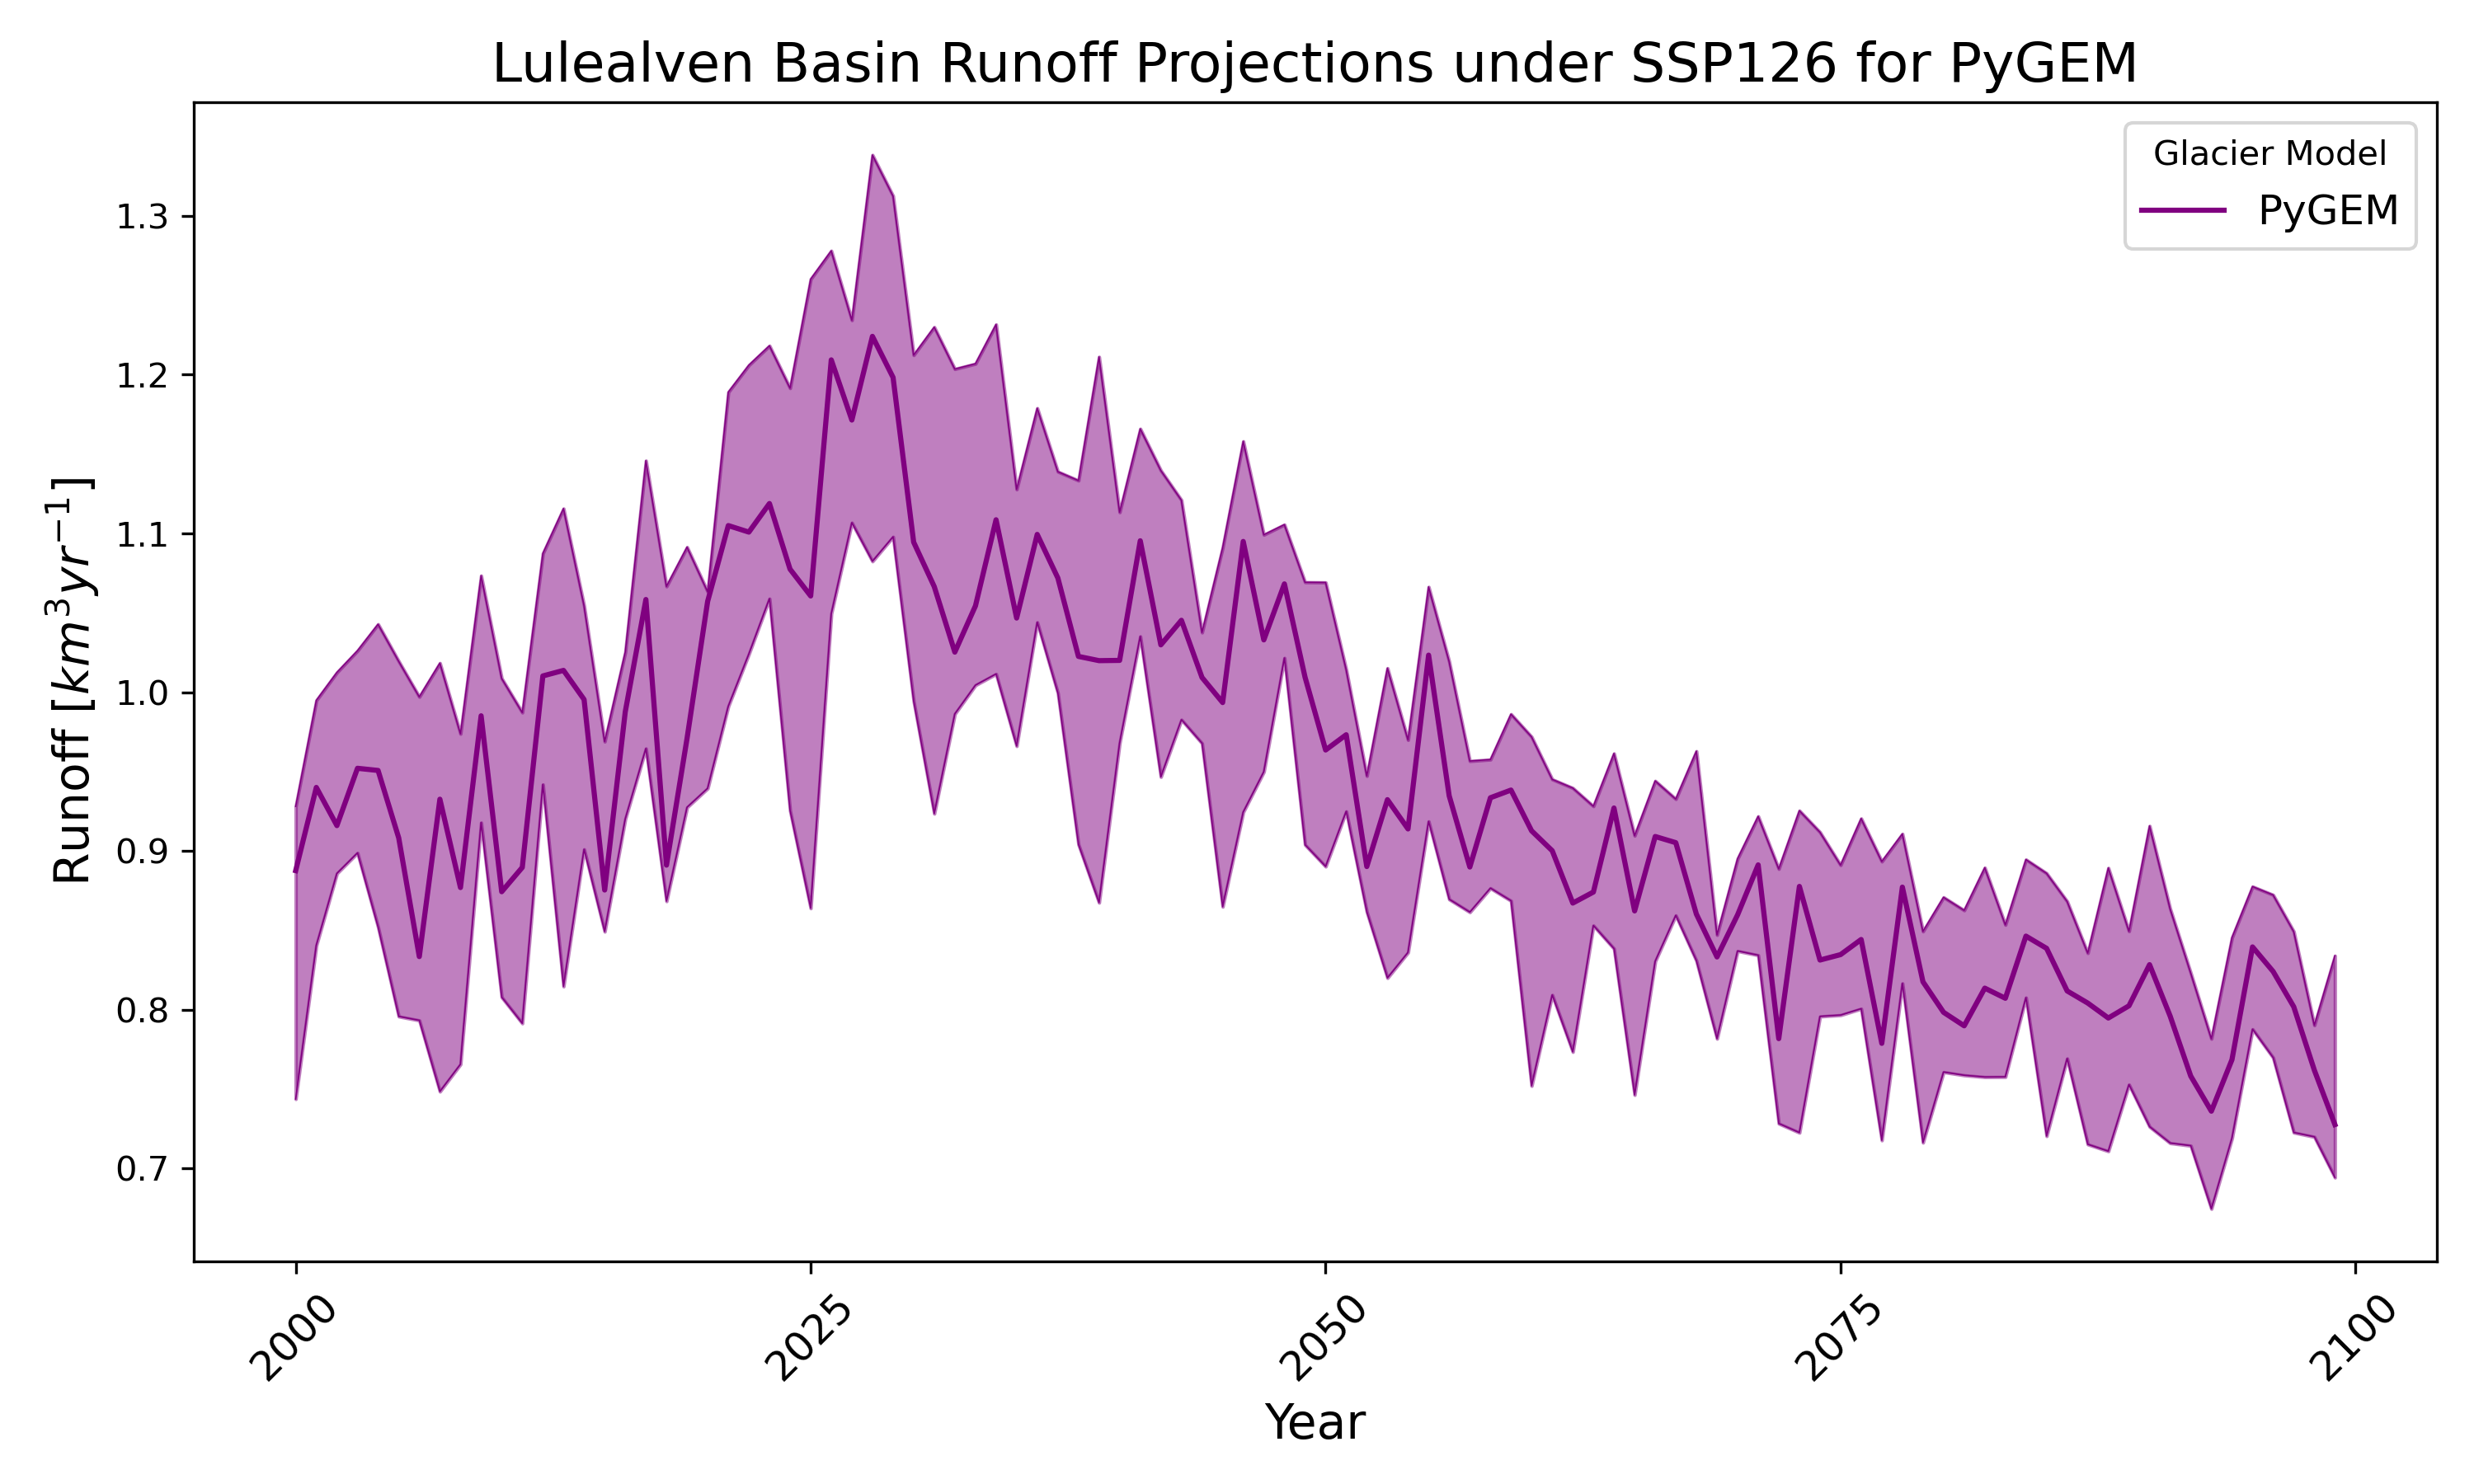 Lulealven Basin Runoff Projections under SSP126 for PyGEM
Glacier Model
PyGEM
Runoff [km³yr⁻¹]
1.3
1.2
1.1
1.0
0.9
0.8
0.7
2000
2025
2050
2075
2100
Year